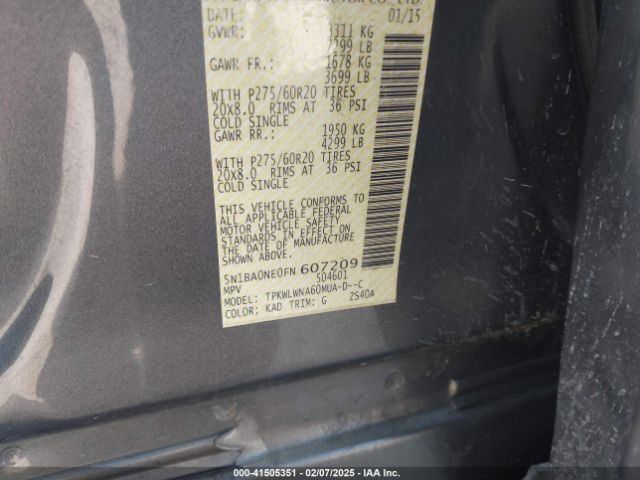 MOTOR CO., LTD.
DATE: 01/15
GVWR: 3311 KG
7299 LB
GAWR FR.: 1678 KG
3699 LB
WITH P275/60R20 TIRES
20X8.0 RIMS AT 36 PSI
COLD SINGLE
GAWR RR.: 1950 KG
4299 LB
WITH P275/60R20 TIRES
20X8.0 RIMS AT 36 PSI
COLD SINGLE
THIS VEHICLE CONFORMS TO
ALL APPLICABLE FEDERAL
MOTOR VEHICLE SAFETY
STANDARDS IN EFFECT ON
THE DATE OF MANUFACTURE
SHOWN ABOVE.
5N1BA0NE0FN 607209
MPV 504601
MODEL: TPKWLWNA60MUA-D--C
COLOR: KAD TRIM: G ZS40A
000-41505351 | 02/07/2025 | IAA Inc.